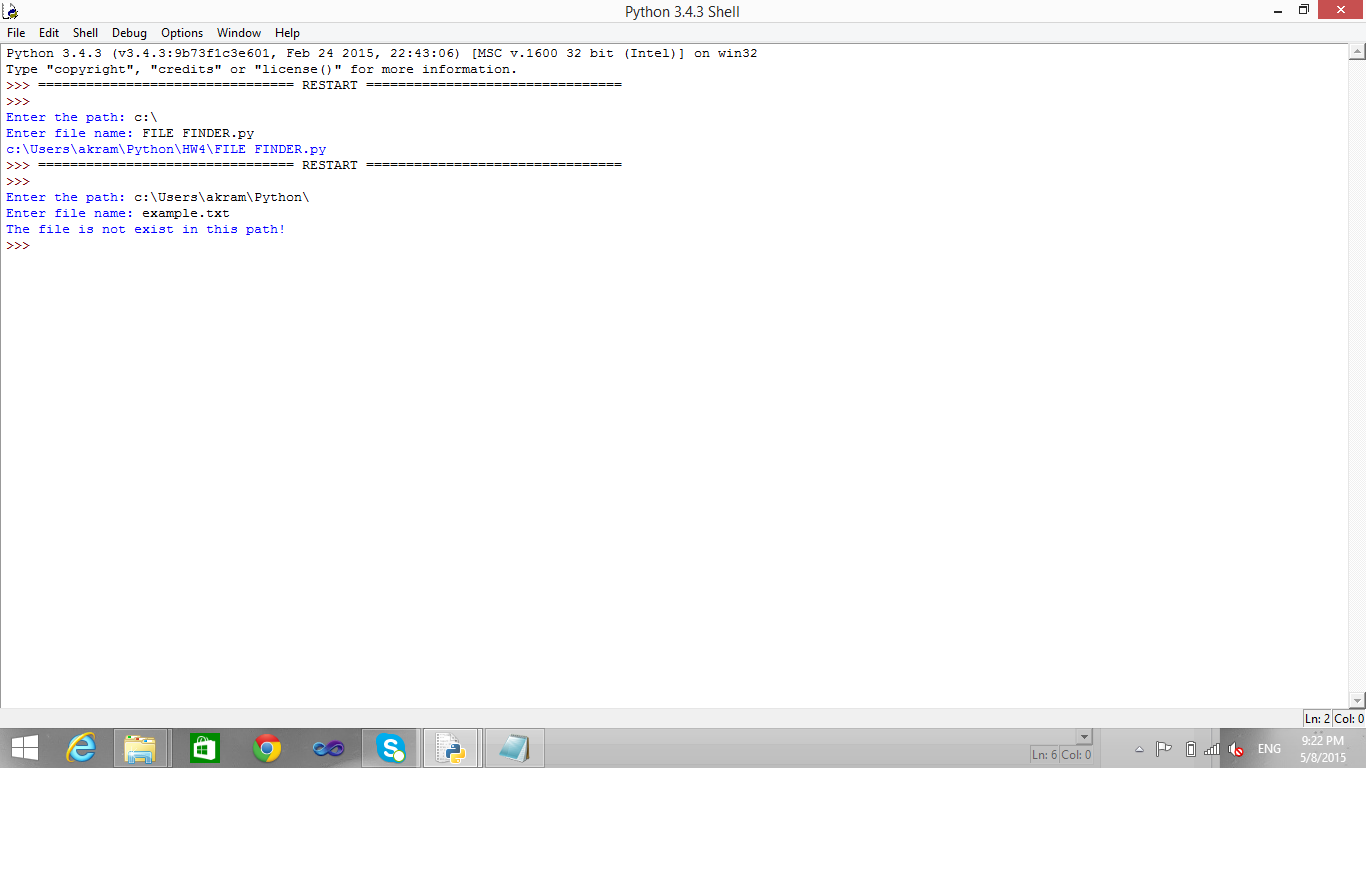 Python 3.4.3 Shell
File Edit Shell Debug Options Window Help
Python 3.4.3 (v3.4.3:9b73f1c3e601, Feb 24 2015, 22:43:06) [MSC v.1600 32 bit (Intel)] on win32
Type "copyright", "credits" or "license()" for more information.
>>> ================================ RESTART ================================
>>>
Enter the path: c:\
Enter file name: FILE FINDER.py
c:\Users\akram\Python\HW4\FILE FINDER.py
>>> ================================ RESTART ================================
>>>
Enter the path: c:\Users\akram\Python\
Enter file name: example.txt
The file is not exist in this path!
>>>
Ln: 2 Col: 0
Ln: 6 Col: 0
ENG
9:22 PM
5/8/2015